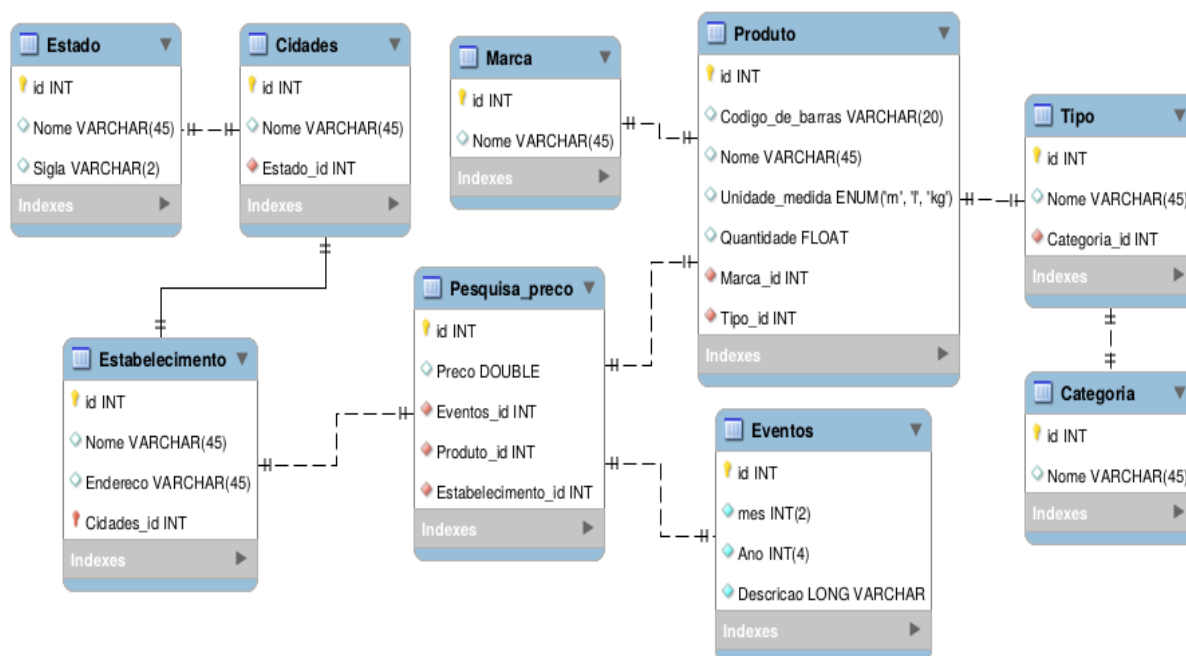 Estado
id INT
Nome VARCHAR(45)
Sigla VARCHAR(2)
Indexes
Cidades
id INT
Nome VARCHAR(45)
Estado_id INT
Indexes
Marca
id INT
Nome VARCHAR(45)
Indexes
Produto
id INT
Codigo_de_barras VARCHAR(20)
Nome VARCHAR(45)
Unidade_medida ENUM('m', 'l', 'kg')
Quantidade FLOAT
Marca_id INT
Tipo_id INT
Indexes
Tipo
id INT
Nome VARCHAR(45)
Categoria_id INT
Indexes
Estabelecimento
id INT
Nome VARCHAR(45)
Endereco VARCHAR(45)
Cidades_id INT
Indexes
Pesquisa_preco
id INT
Preco DOUBLE
Eventos_id INT
Produto_id INT
Estabelecimento_id INT
Indexes
Eventos
id INT
mes INT(2)
Ano INT(4)
Descricao LONG VARCHAR
Indexes
Categoria
id INT
Nome VARCHAR(45)
Indexes